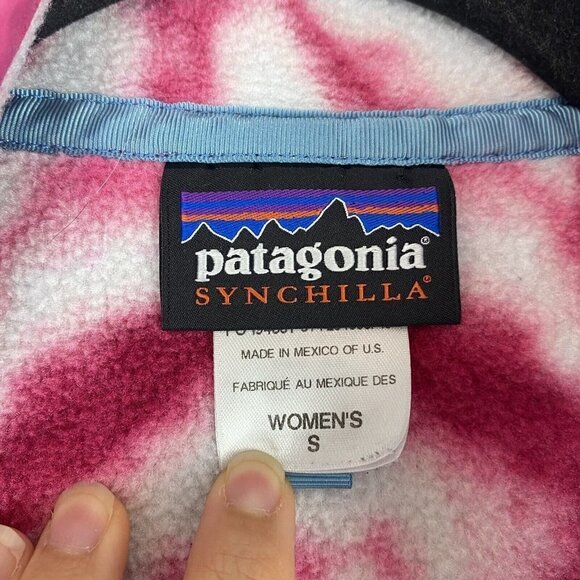 patagonia®
SYNCHILLA®
MADE IN MEXICO OF U.S.
FABRIQUÉ AU MEXIQUE DES
WOMEN'S
S